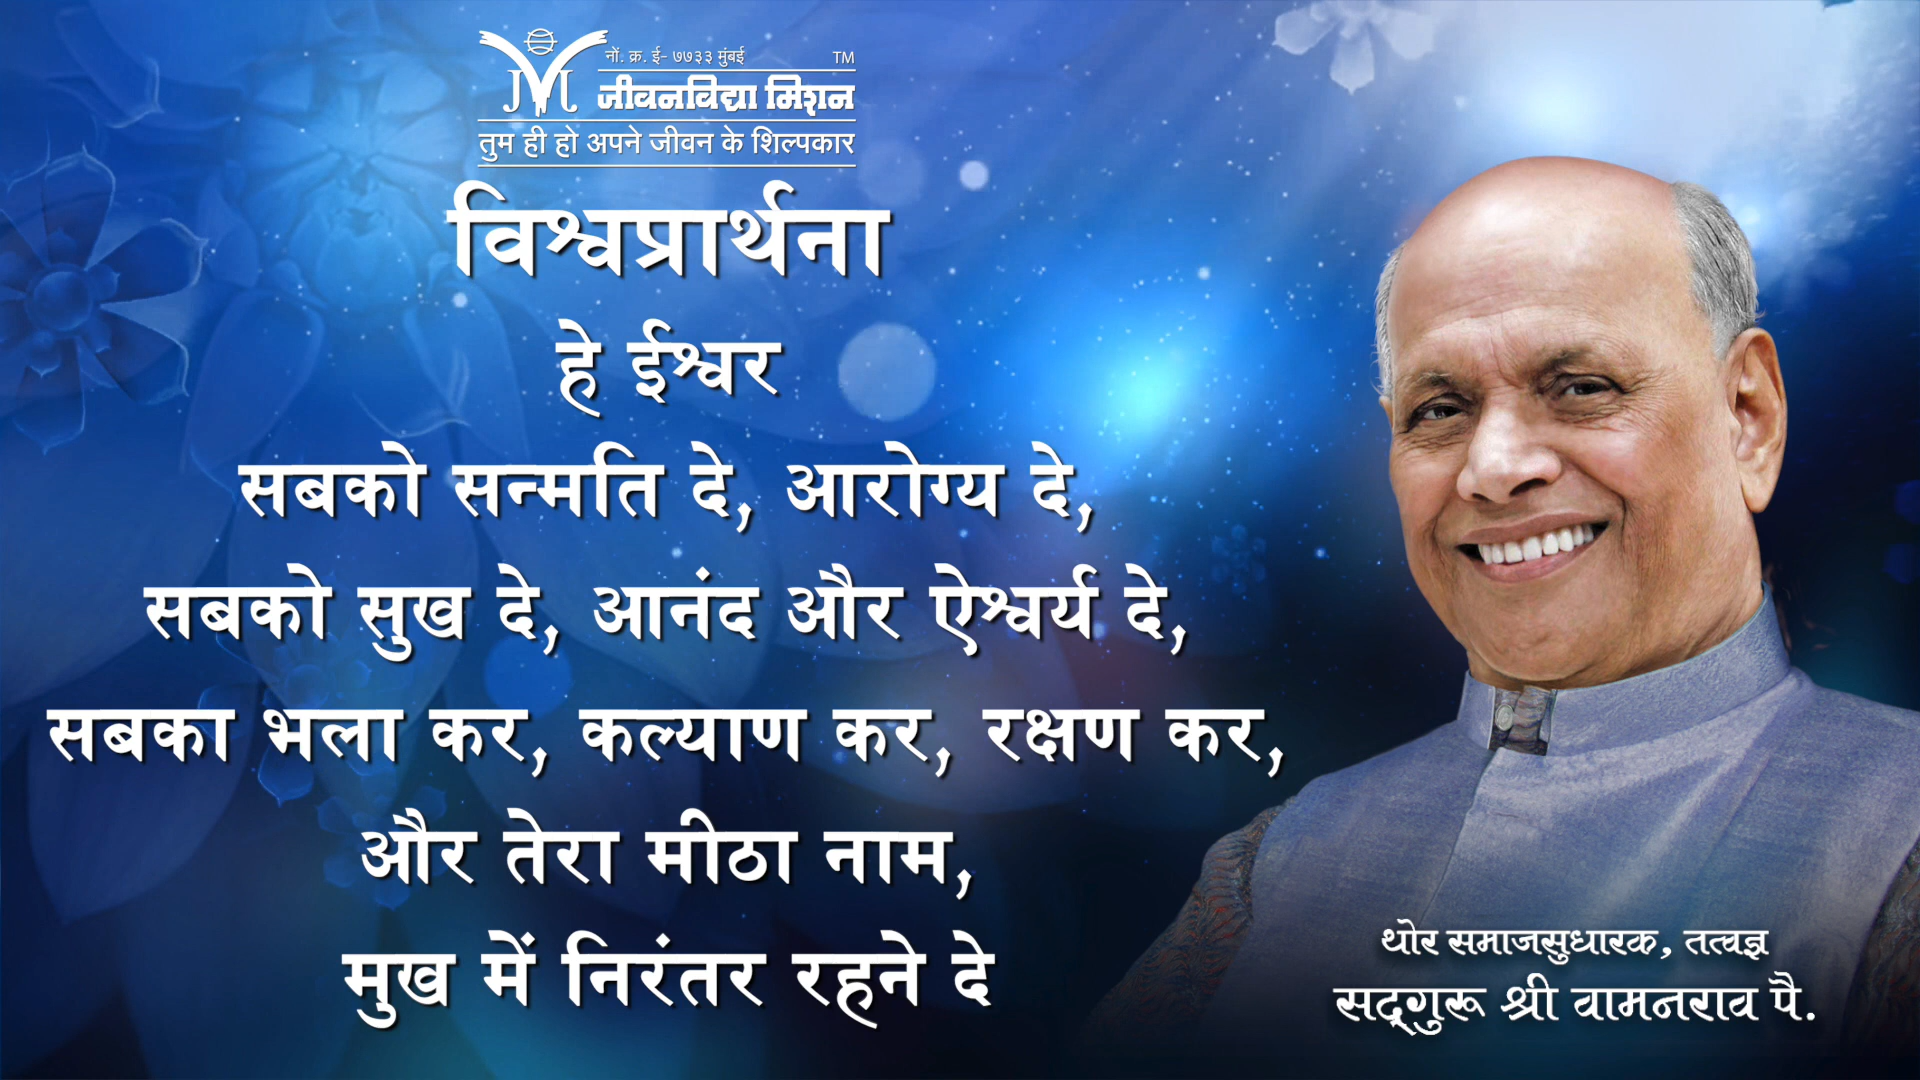 नों. क्र. ई- ७७३३ मुंबई
TM
JM
जीवनविद्या मिशन
तुम ही हो अपने जीवन के शिल्पकार
विश्वप्रार्थना
हे ईश्वर
सबको सन्मति दे, आरोग्य दे,
सबको सुख दे, आनंद और ऐश्वर्य दे,
सबका भला कर, कल्याण कर, रक्षण कर,
और तेरा मीठा नाम,
मुख में निरंतर रहने दे
थोर समाजसुधारक, तत्वज्ञ
सद्गुरू श्री वामनराव पै.